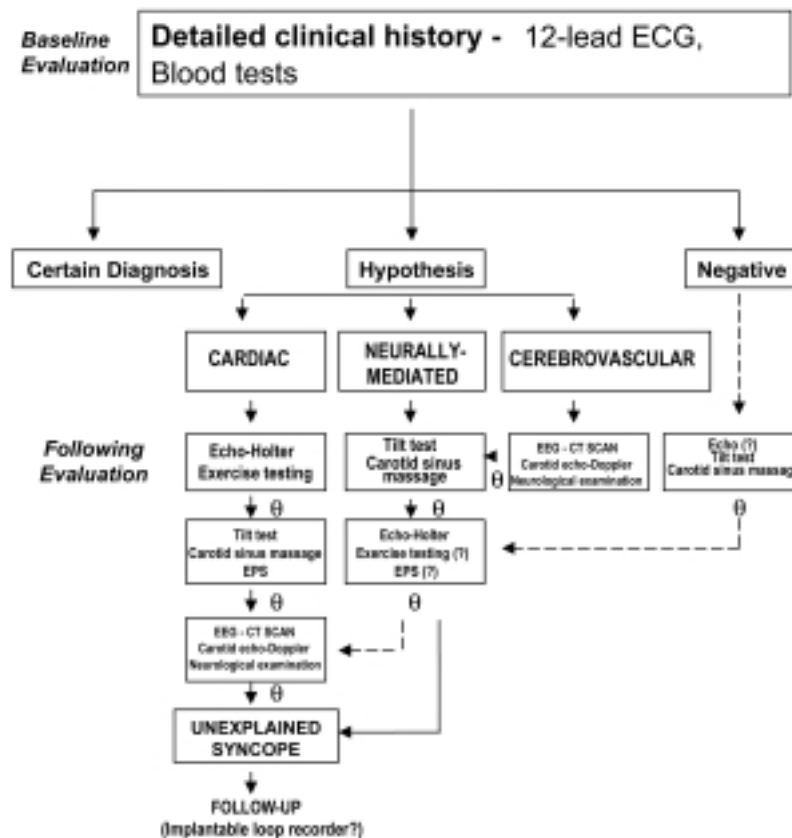 Baseline
Evaluation
Detailed clinical history - 12-lead ECG,
Blood tests
Certain Diagnosis
Hypothesis
Negative
CARDIAC
NEURALLY-
MEDIATED
CEREBROVASCULAR
Following
Evaluation
Echo-Holter
Exercise testing
Tilt test
Carotid sinus
massage
EEG - CT SCAN
Carotid echo-Doppler
Neurological examination
Echo (?)
Tilt test
Carotid sinus massag
θ
θ
θ
θ
Tilt test
Carotid sinus massage
EPS
Echo-Holter
Exercise testing (?)
EPS (?)
θ
θ
EEG - CT SCAN
Carotid echo-Doppler
Neurological examination
θ
UNEXPLAINED
SYNCOPE
FOLLOW-UP
(Implantable loop recorder?)